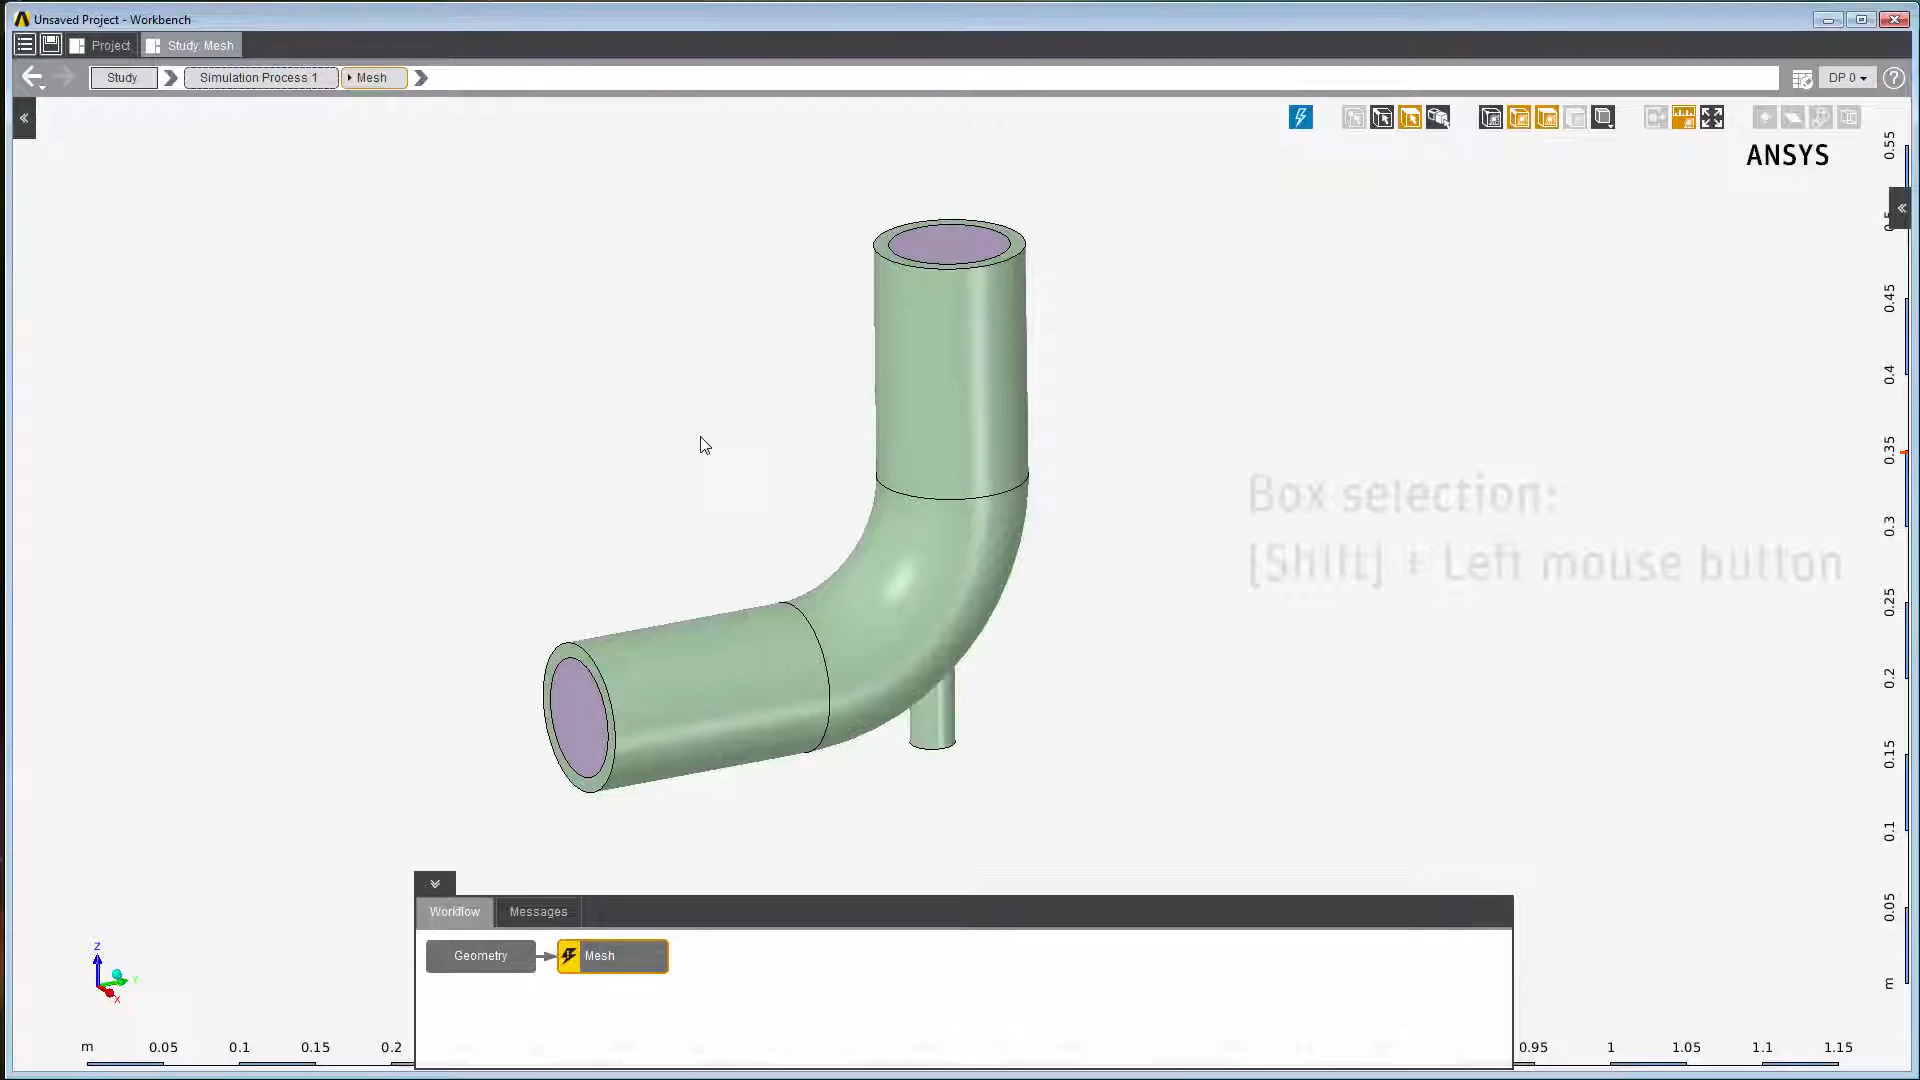 Unsaved Project - Workbench
Project
Study: Mesh
Study
Simulation Process 1
Mesh
DP 0
ANSYS
0.55
0.45
0.4
0.35
0.3
0.25
0.2
0.15
0.1
0.05
m
Box selection:
[Shift] + Left mouse button
Workflow
Messages
Geometry
Mesh
Z
Y
X
m
0.05
0.1
0.15
0.2
0.95
1
1.05
1.1
1.15